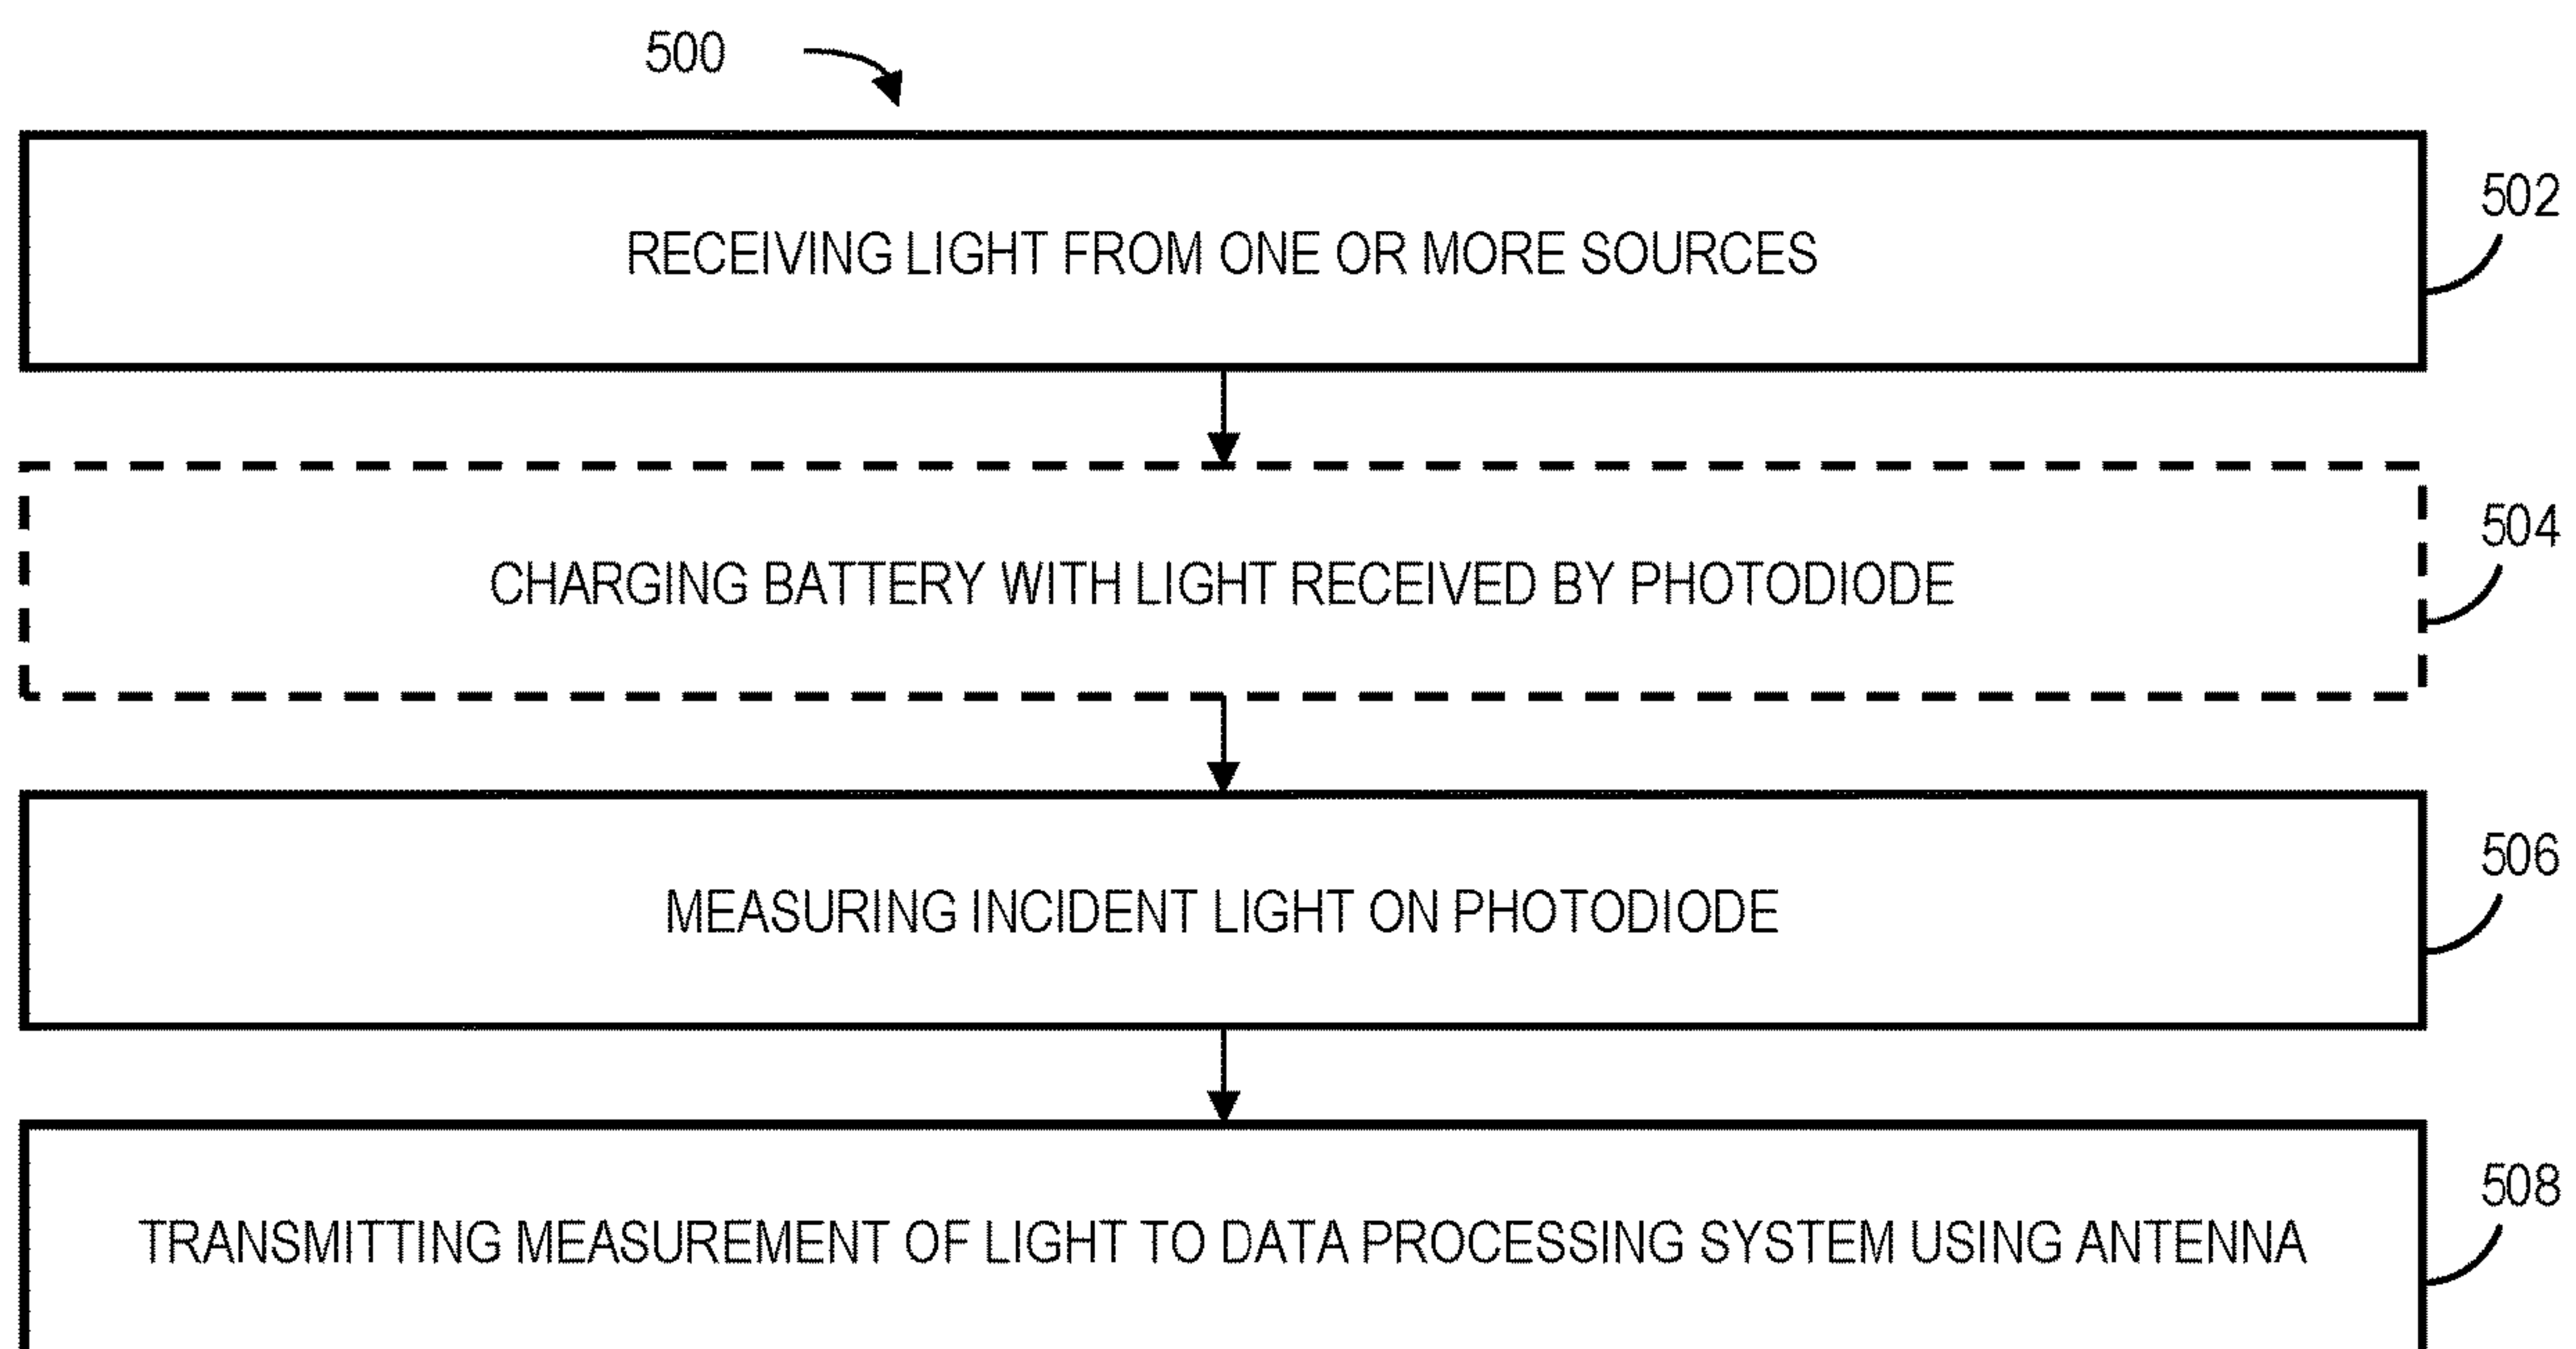 500
RECEIVING LIGHT FROM ONE OR MORE SOURCES
502
CHARGING BATTERY WITH LIGHT RECEIVED BY PHOTODIODE
504
MEASURING INCIDENT LIGHT ON PHOTODIODE
506
TRANSMITTING MEASUREMENT OF LIGHT TO DATA PROCESSING SYSTEM USING ANTENNA
508